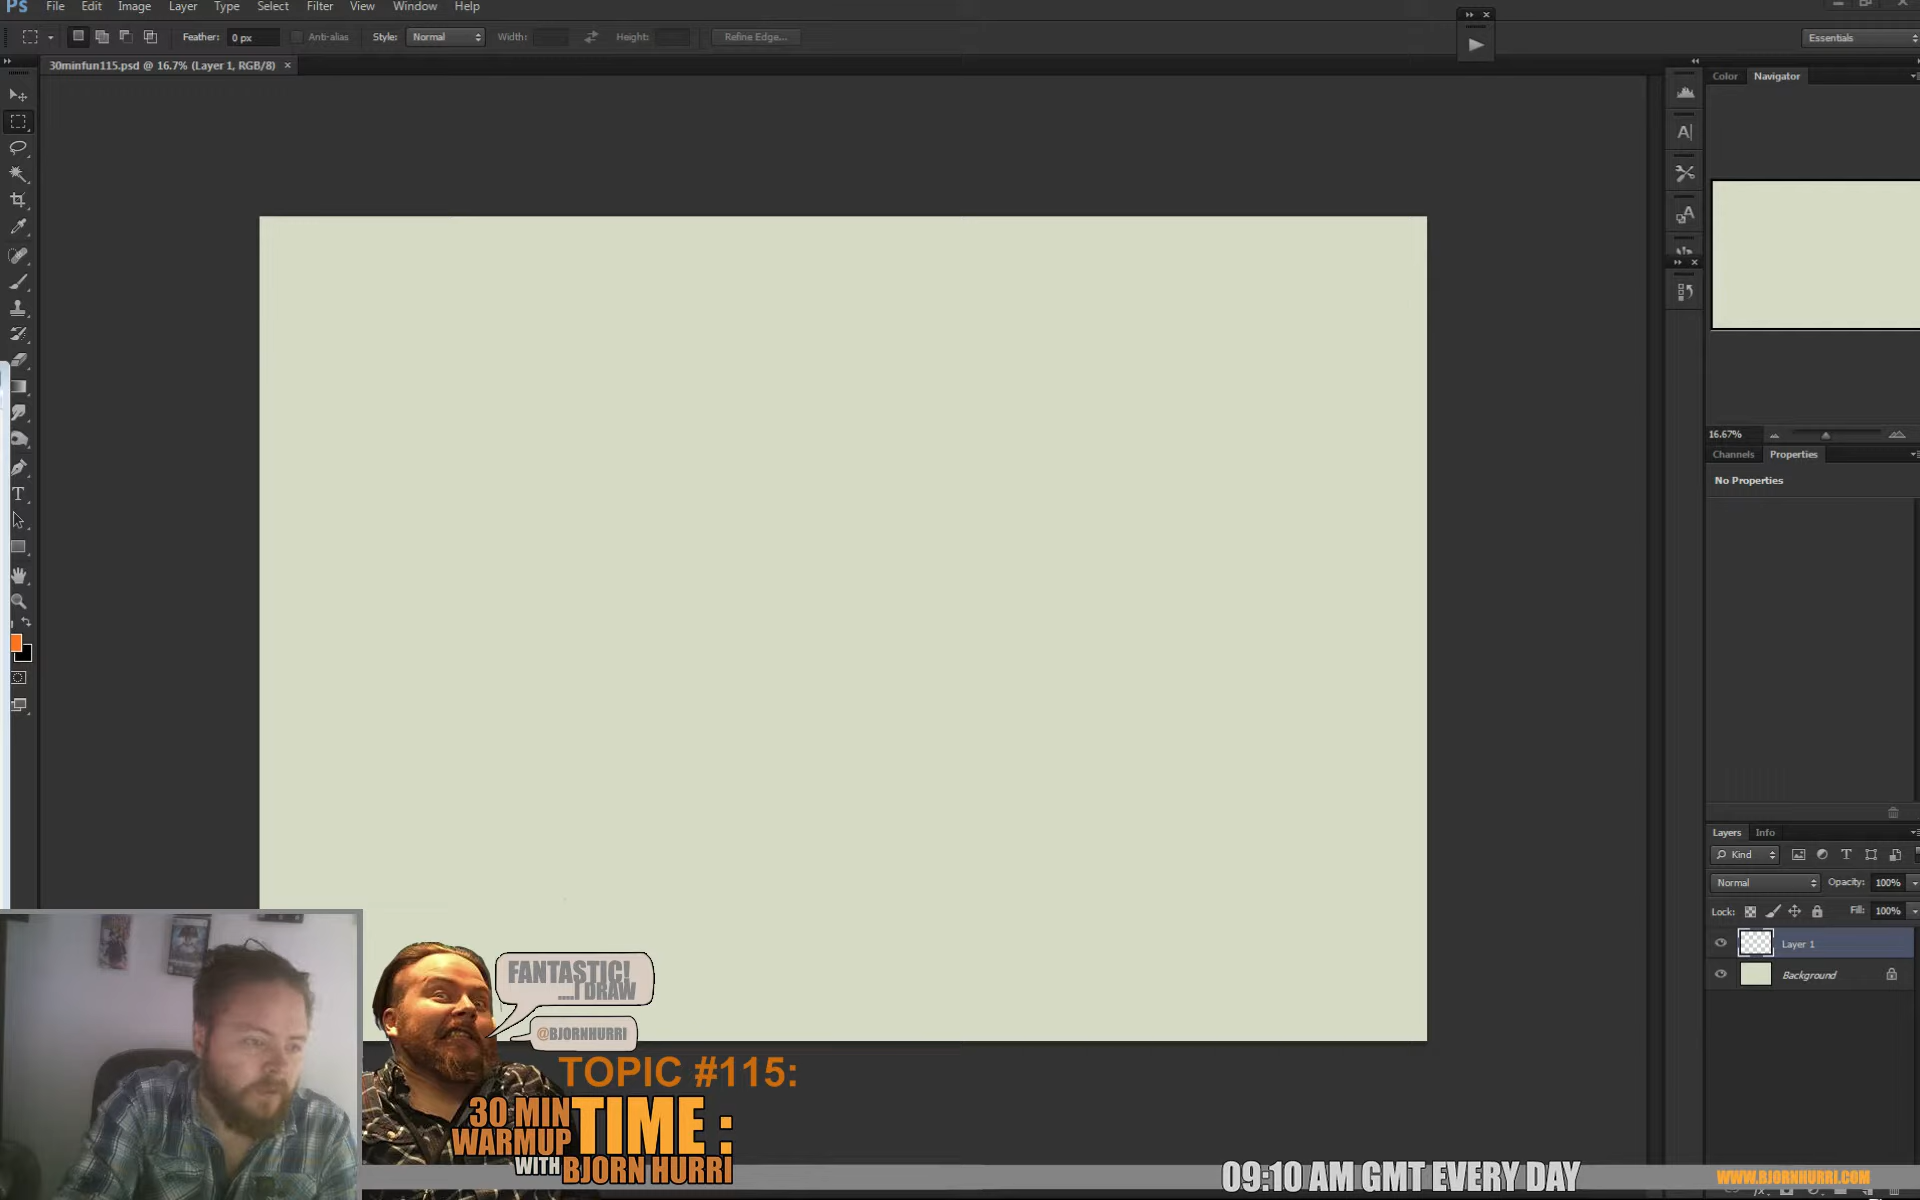 Ps File Edit Image Layer Type Select Filter View Window Help
Feather: 0 px Anti-alias Style: Normal Width: Height: Refine Edge... Essentials
30minfun115.psd @ 16.7% (Layer 1, RGB/8) ×
Color Navigator
16.67%
Channels Properties
No Properties
Layers Info
Kind
Normal Opacity: 100%
Lock: Fill: 100%
Layer 1
Background
FANTASTIC!
....I DRAW
@BJORNHURRI
TOPIC #115:
30 MIN TIME :
WARMUP
WITH BJORN HURRI
09:10 AM GMT EVERY DAY
WWW.BJORNHURRI.COM